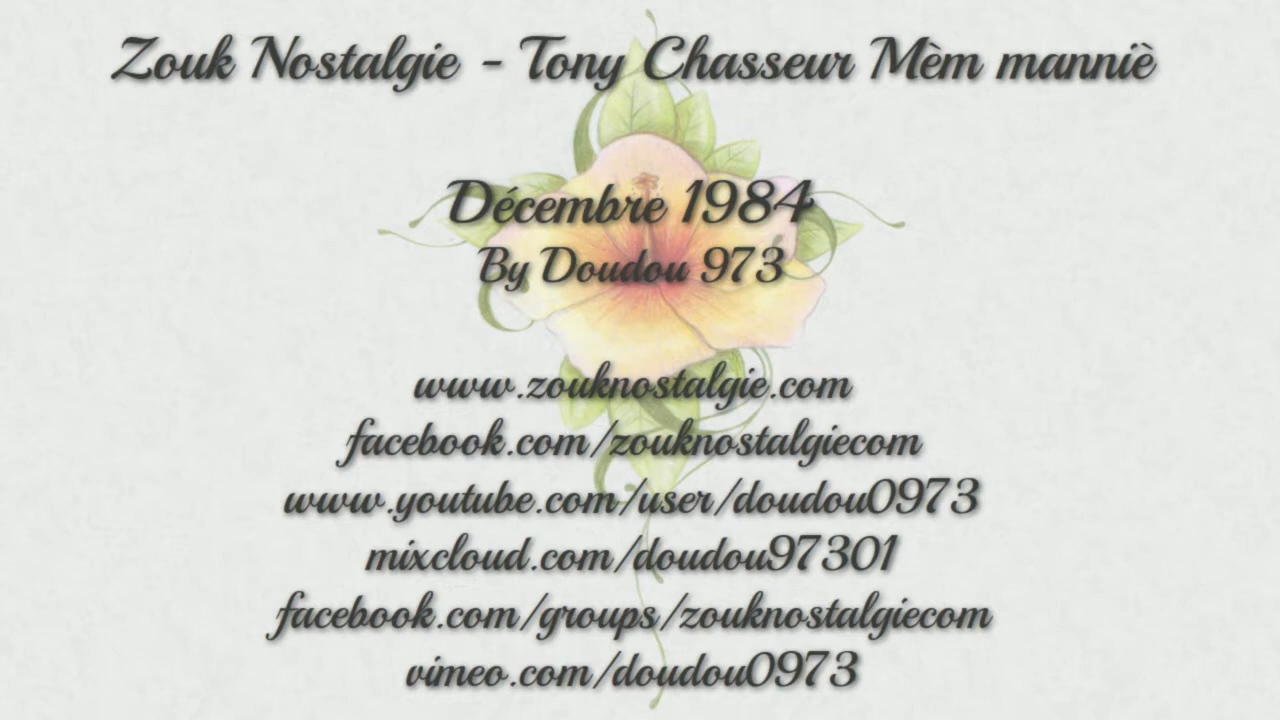 Zouk Nostalgie - Tony Chasseur Mèm manniè
Décembre 1984
By Doudou 973
www.zouknostalgie.com
facebook.com/zouknostalgiecom
www.youtube.com/user/doudou0973
mixcloud.com/doudou97301
facebook.com/groups/zouknostalgiecom
vimeo.com/doudou0973